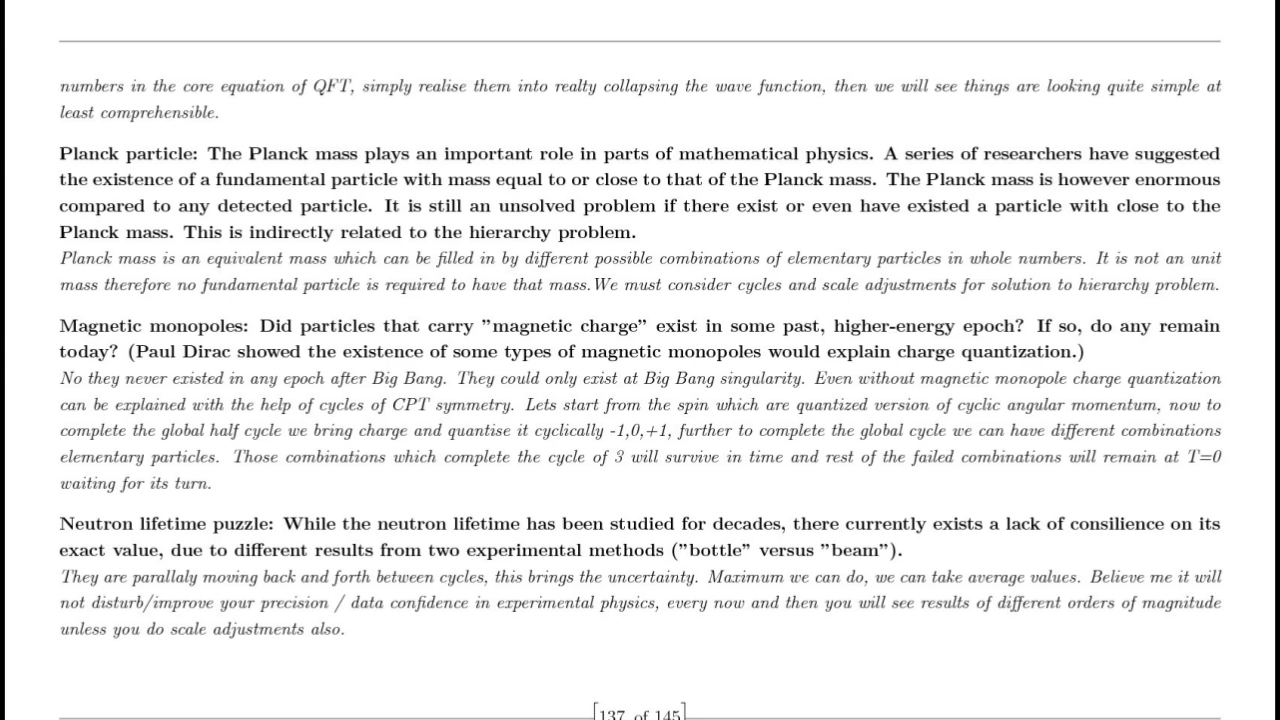 numbers in the core equation of QFT, simply realise them into realty collapsing the wave function, then we will see things are looking quite simple at
least comprehensible.
Planck particle: The Planck mass plays an important role in parts of mathematical physics. A series of researchers have suggested
the existence of a fundamental particle with mass equal to or close to that of the Planck mass. The Planck mass is however enormous
compared to any detected particle. It is still an unsolved problem if there exist or even have existed a particle with close to the
Planck mass. This is indirectly related to the hierarchy problem.
Planck mass is an equivalent mass which can be filled in by different possible combinations of elementary particles in whole numbers. It is not an unit
mass therefore no fundamental particle is required to have that mass. We must consider cycles and scale adjustments for solution to hierarchy problem.
Magnetic monopoles: Did particles that carry "magnetic charge" exist in some past, higher-energy epoch? If so, do any remain
today? (Paul Dirac showed the existence of some types of magnetic monopoles would explain charge quantization.)
No they never existed in any epoch after Big Bang. They could only exist at Big Bang singularity. Even without magnetic monopole charge quantization
can be explained with the help of cycles of CPT symmetry. Lets start from the spin which are quantized version of cyclic angular momentum, now to
complete the global half cycle we bring charge and quantise it cyclically -1,0,+1, further to complete the global cycle we can have different combinations
elementary particles. Those combinations which complete the cycle of 3 will survive in time and rest of the failed combinations will remain at T=0
waiting for its turn.
Neutron lifetime puzzle: While the neutron lifetime has been studied for decades, there currently exists a lack of consilience on its
exact value, due to different results from two experimental methods ("bottle" versus "beam").
They are parallaly moving back and forth between cycles, this brings the uncertainty. Maximum we can do, we can take average values. Believe me it will
not disturb/improve your precision / data confidence in experimental physics, every now and then you will see results of different orders of magnitude
unless you do scale adjustments also.
[137 of 145]